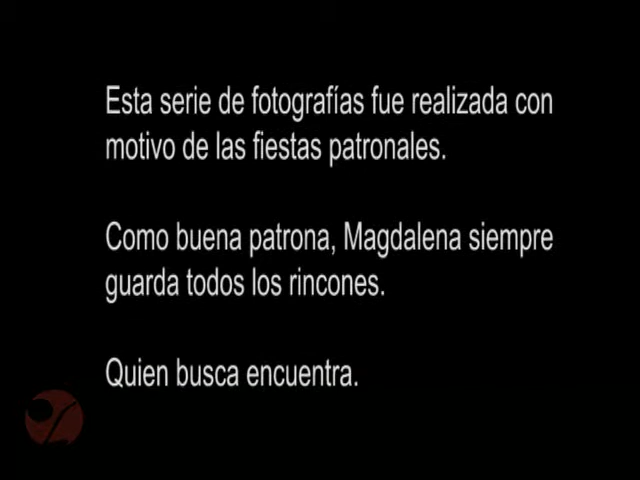 Esta serie de fotografías fue realizada con
motivo de las fiestas patronales.
Como buena patrona, Magdalena siempre
guarda todos los rincones.
Quien busca encuentra.